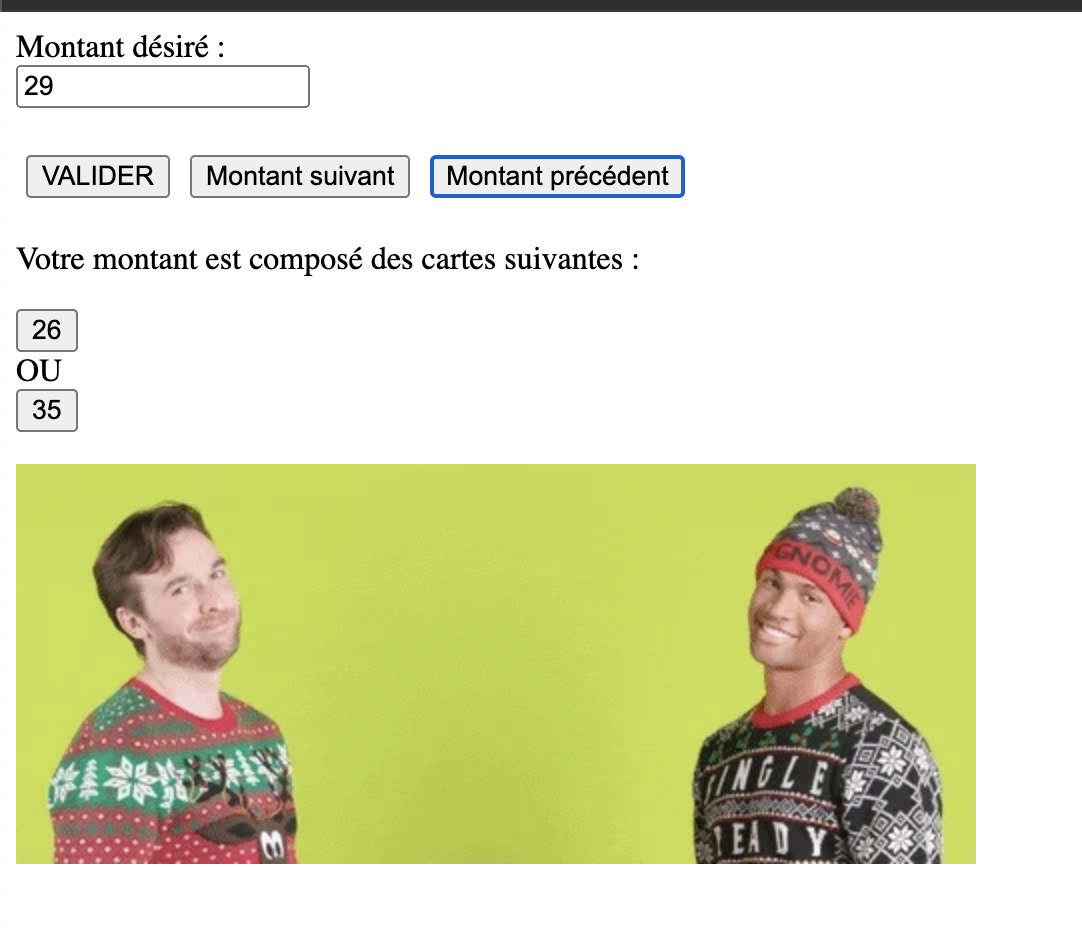 Montant désiré :
29
VALIDER Montant suivant Montant précédent
Votre montant est composé des cartes suivantes :
26
OU
35
GNOMIE
INGLE
EADY